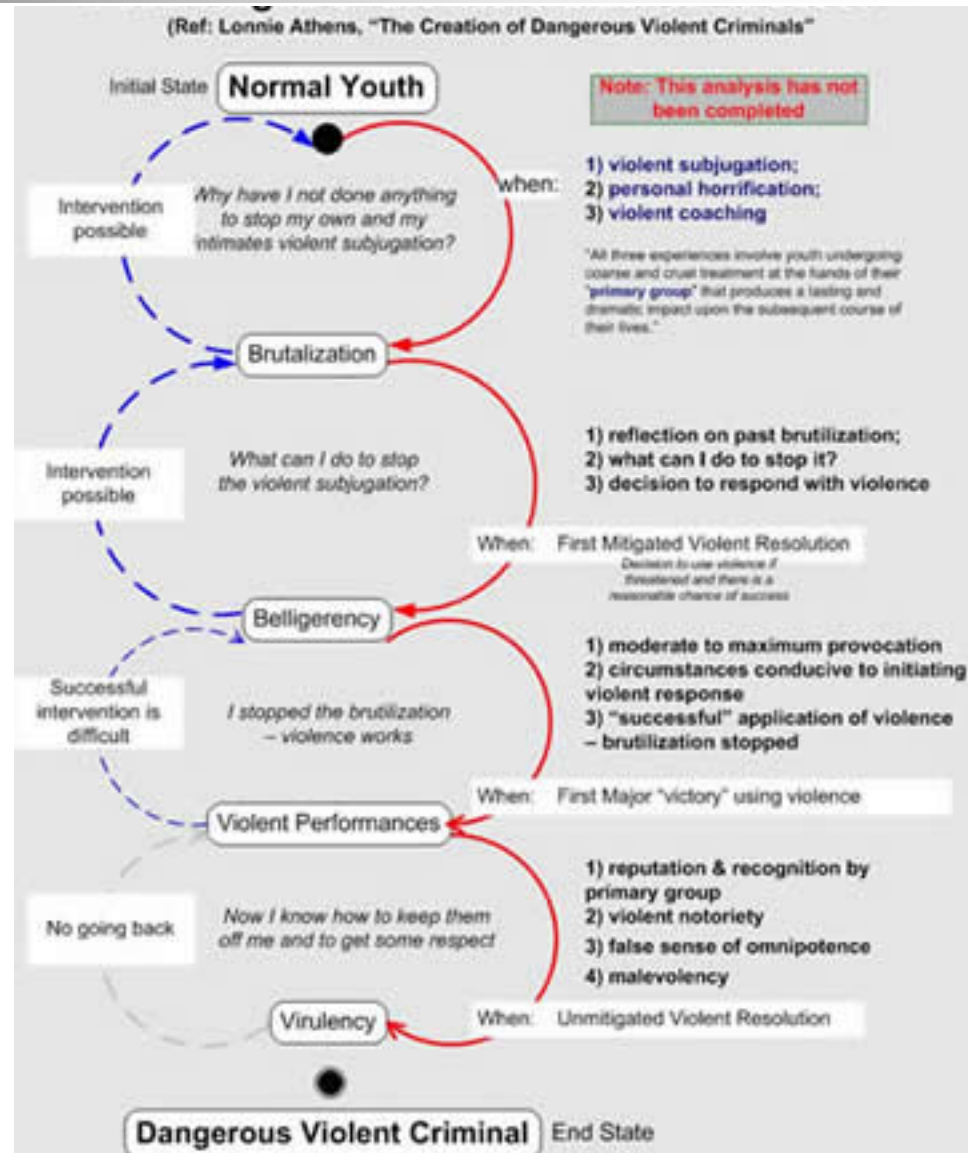 (Ref: Lonnie Athens, “The Creation of Dangerous Violent Criminals”
Initial State
Normal Youth
Note: This analysis has not
been completed
Intervention
possible
Why have I not done anything
to stop my own and my
intimates violent subjugation?
when:
1) violent subjugation;
2) personal horrification;
3) violent coaching
"All three experiences involve youth undergoing
coarse and cruel treatment at the hands of their
"primary group" that produces a lasting and
dramatic impact upon the subsequent course of
their lives."
Brutalization
Intervention
possible
What can I do to stop
the violent subjugation?
1) reflection on past brutilization;
2) what can I do to stop it?
3) decision to respond with violence
When: First Mitigated Violent Resolution
Decision to use violence if
threatened and there is a
reasonable chance of success
Belligerency
Successful
intervention is
difficult
I stopped the brutilization
– violence works
1) moderate to maximum provocation
2) circumstances conducive to initiating
violent response
3) “successful” application of violence
– brutilization stopped
When: First Major “victory” using violence
Violent Performances
No going back
Now I know how to keep them
off me and to get some respect
1) reputation & recognition by
primary group
2) violent notoriety
3) false sense of omnipotence
4) malevolency
When: Unmitigated Violent Resolution
Virulency
Dangerous Violent Criminal
End State